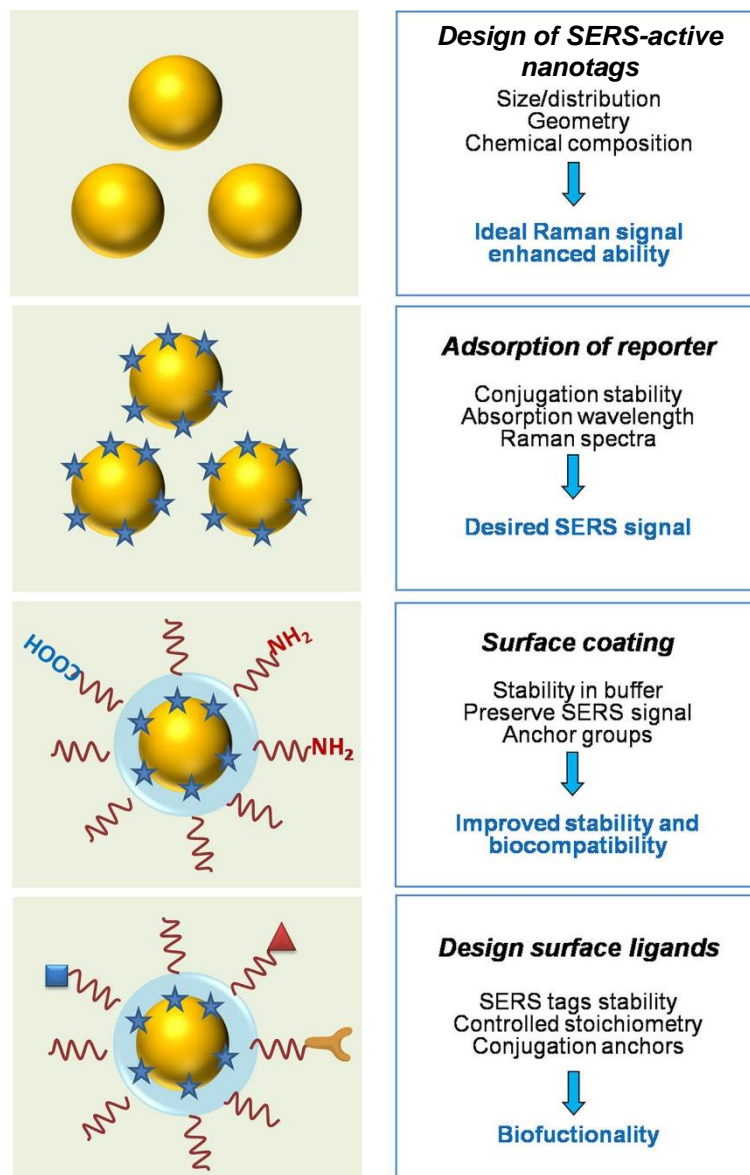 Design of SERS-active
nanotags
Size/distribution
Geometry
Chemical composition
Ideal Raman signal
enhanced ability
Adsorption of reporter
Conjugation stability
Absorption wavelength
Raman spectra
Desired SERS signal
COOH
NH2
NH2
Surface coating
Stability in buffer
Preserve SERS signal
Anchor groups
Improved stability and
biocompatibility
Design surface ligands
SERS tags stability
Controlled stoichiometry
Conjugation anchors
Biofuctionality